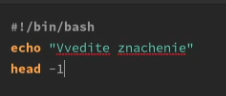 #!/bin/bash
echo "Vvedite znachenie"
head -1